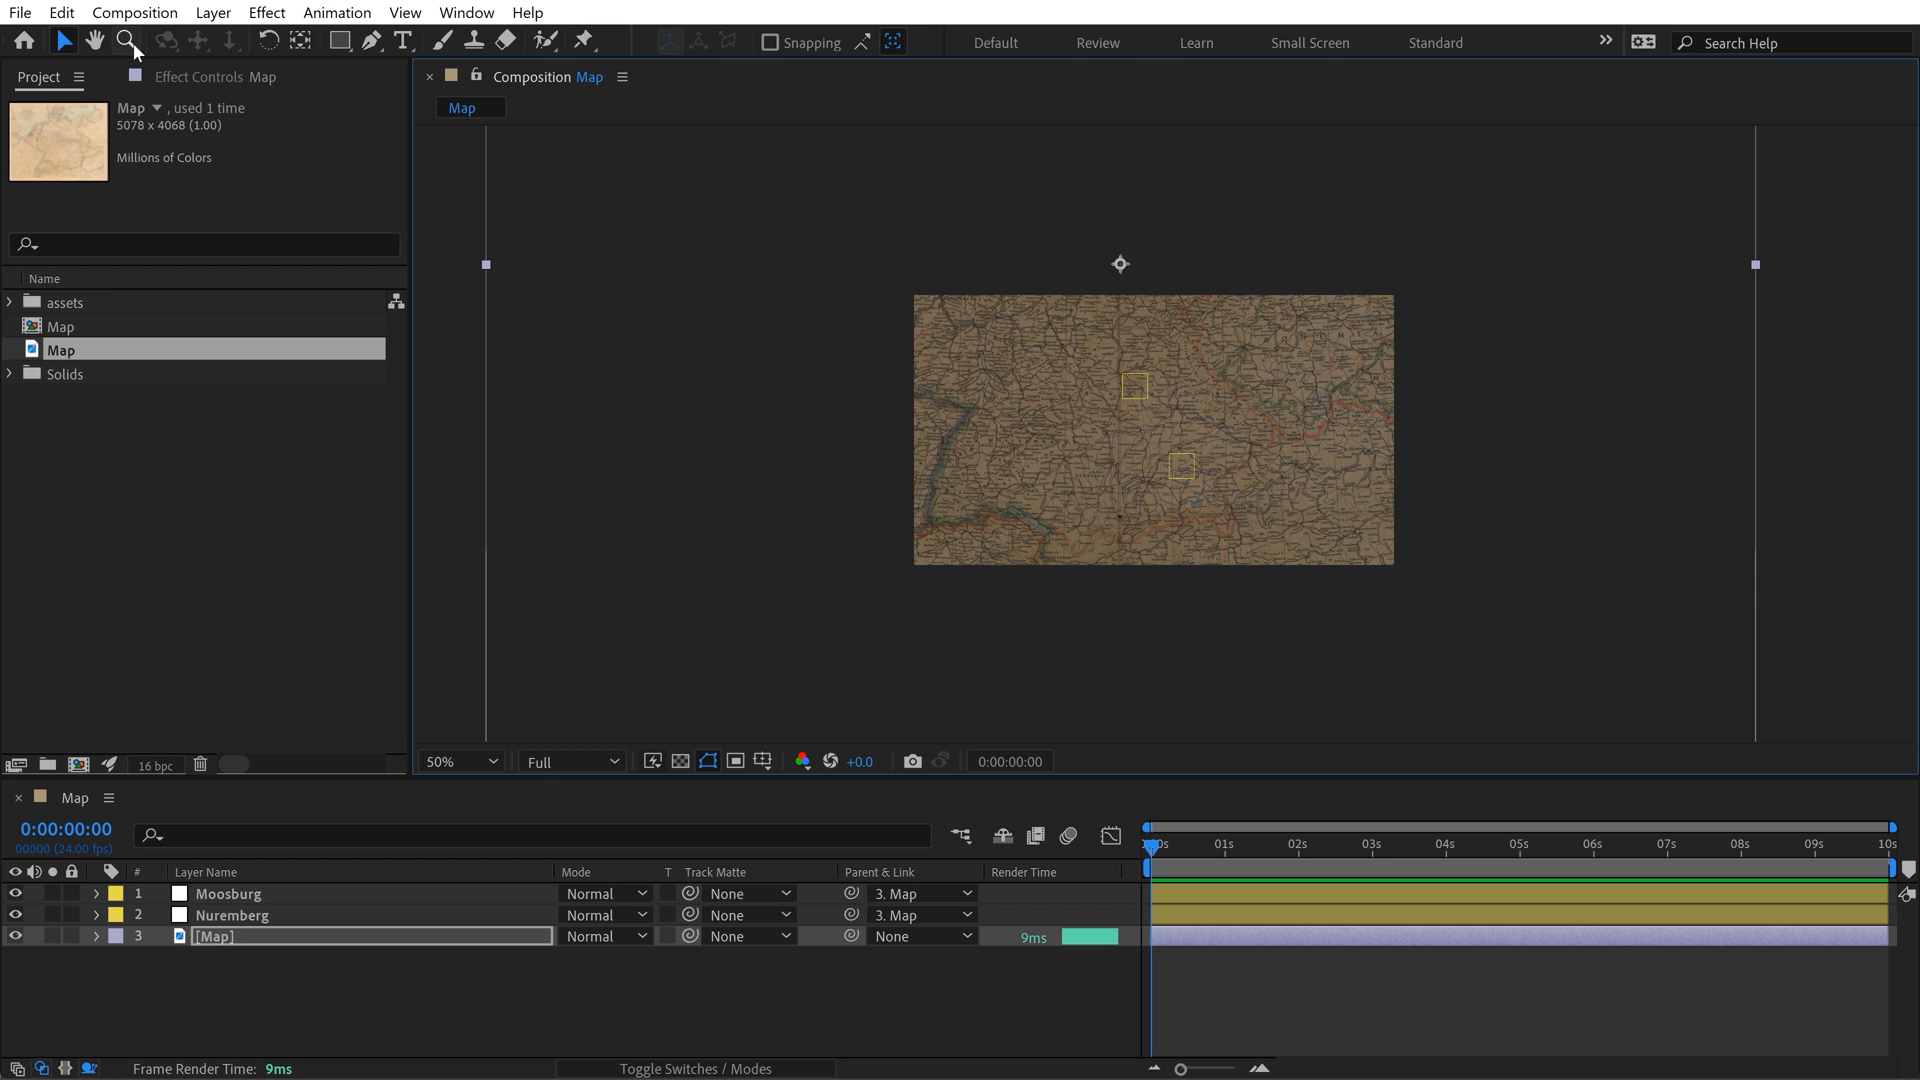 File Edit Composition Layer Effect Animation View Window Help
Snapping Default Review Learn Small Screen Standard Search Help
Project Effect Controls Map
Composition Map
Map , used 1 time
5078 x 4068 (1.00)
Millions of Colors
Map
Name
assets
Map
Map
Solids
16 bpc
50% Full +0.0 0:00:00:00
Map
0:00:00:00
00000 (24.00 fps)
01s 02s 03s 04s 05s 06s 07s 08s 09s 10s
# Layer Name Mode T Track Matte Parent & Link Render Time
1 Moosburg Normal None 3. Map
2 Nuremberg Normal None 3. Map
3 [Map] Normal None None 9ms
Frame Render Time: 9ms Toggle Switches / Modes